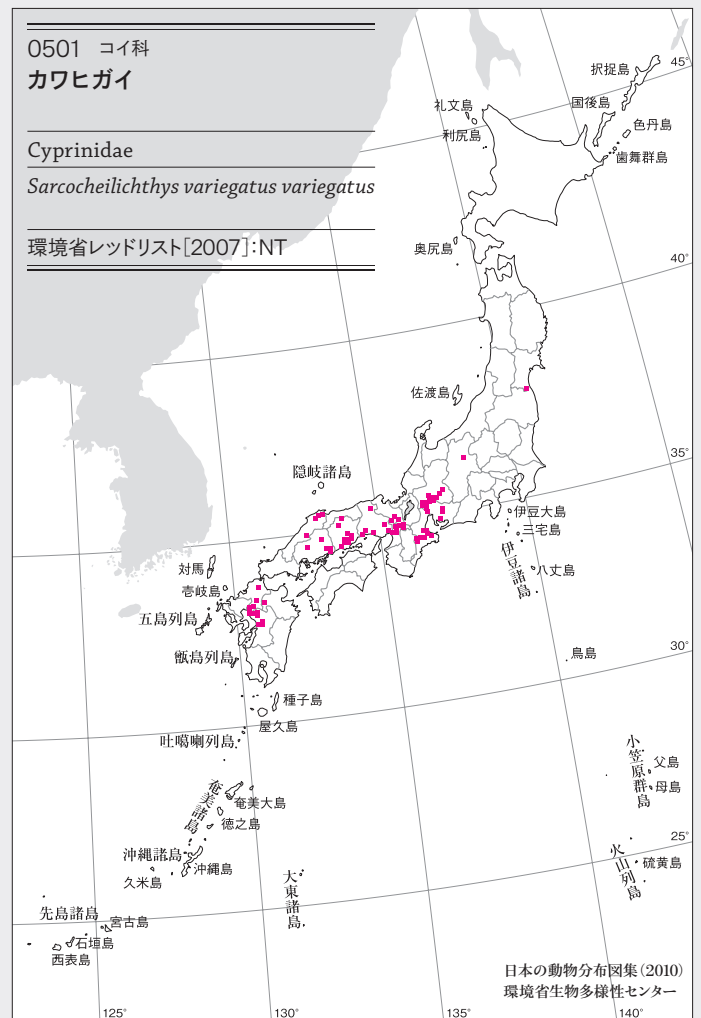 0501 コイ科
カワヒガイ
Cyprinidae
Sarcocheilichthys variegatus variegatus
環境省レッドリスト[2007]:NT
択捉島
45°
礼文島
国後島
利尻島
色丹島
歯舞群島
奥尻島
40°
佐渡島
35°
隠岐諸島
伊豆大島
三宅島
伊豆諸島
八丈島
対馬
壱岐島
五島列島
甑島列島
鳥島
30°
種子島
屋久島
吐噶喇列島
小笠原群島
父島
母島
奄美諸島
奄美大島
徳之島
25°
沖縄諸島
沖縄島
久米島
火山列島
硫黄島
大東諸島
先島諸島
宮古島
石垣島
西表島
日本の動物分布図集(2010)
環境省生物多様性センター
125°
130°
135°
140°